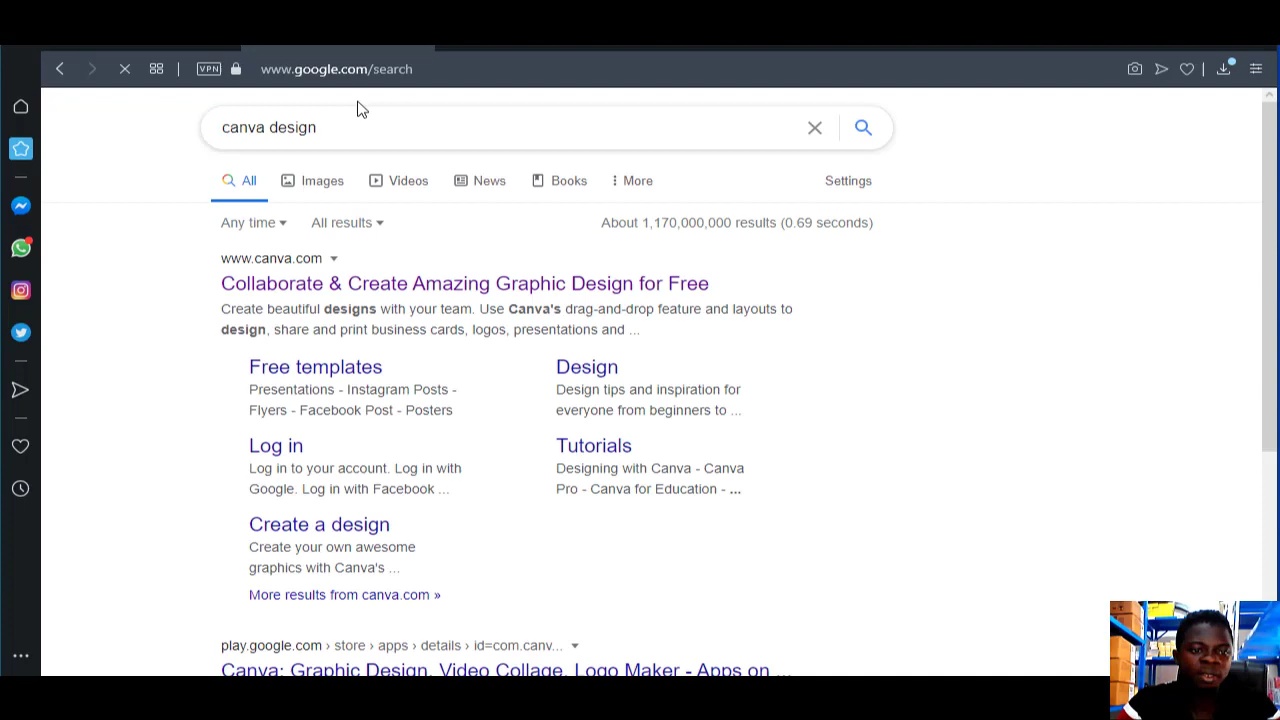 VPN www.google.com/search
canva design
All Images Videos News Books More Settings
Any time All results About 1,170,000,000 results (0.69 seconds)
www.canva.com
Collaborate & Create Amazing Graphic Design for Free
Create beautiful designs with your team. Use Canva's drag-and-drop feature and layouts to
design, share and print business cards, logos, presentations and ...
Free templates
Presentations - Instagram Posts -
Flyers - Facebook Post - Posters
Design
Design tips and inspiration for
everyone from beginners to ...
Log in
Log in to your account. Log in with
Google. Log in with Facebook ...
Tutorials
Designing with Canva - Canva
Pro - Canva for Education - ...
Create a design
Create your own awesome
graphics with Canva's ...
More results from canva.com »
play.google.com › store › apps › details › id=com.canv...
Canva: Graphic Design, Video Collage, Logo Maker - Apps on ...